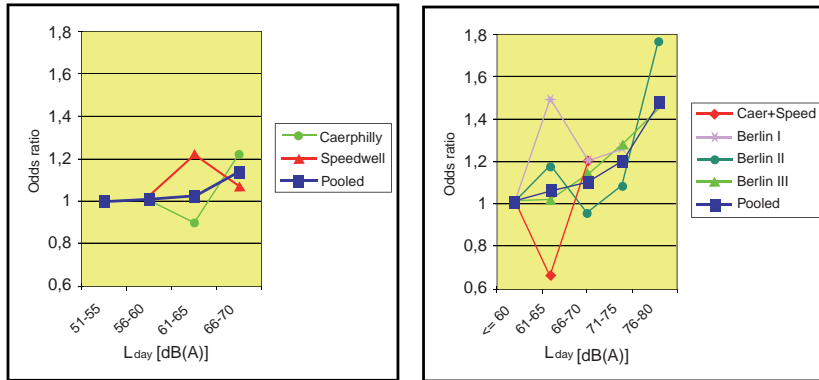 1,8
1,6
1,4
1,2
1
0,8
0,6
Odds ratio
51-55
56-60
61-65
66-70
Lday [dB(A)]
Caerphilly
Speedwell
Pooled
1,8
1,6
1,4
1,2
1
0,8
0,6
Odds ratio
<= 60
61-65
66-70
71-75
76-80
Lday [dB(A)]
Caer+Speed
Berlin I
Berlin II
Berlin III
Pooled